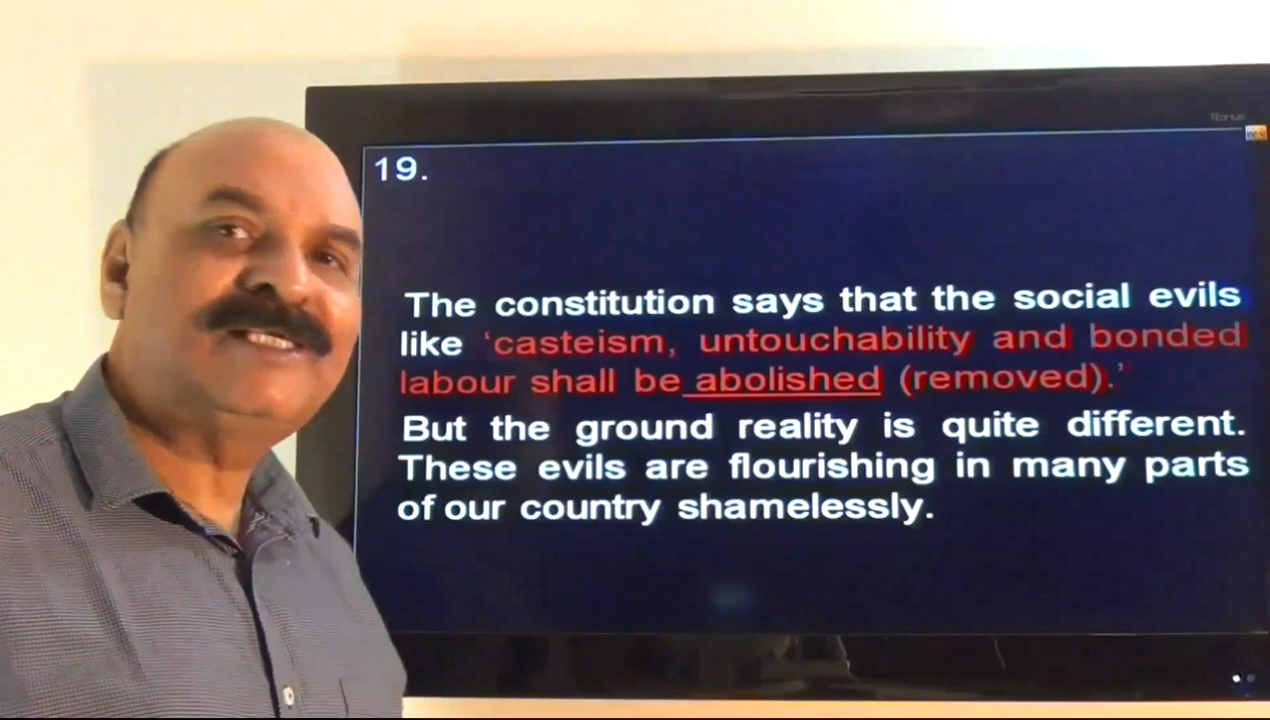 19.
The constitution says that the social evils
like ‘casteism, untouchability and bonded
labour shall be abolished (removed).’
But the ground reality is quite different.
These evils are flourishing in many parts
of our country shamelessly.